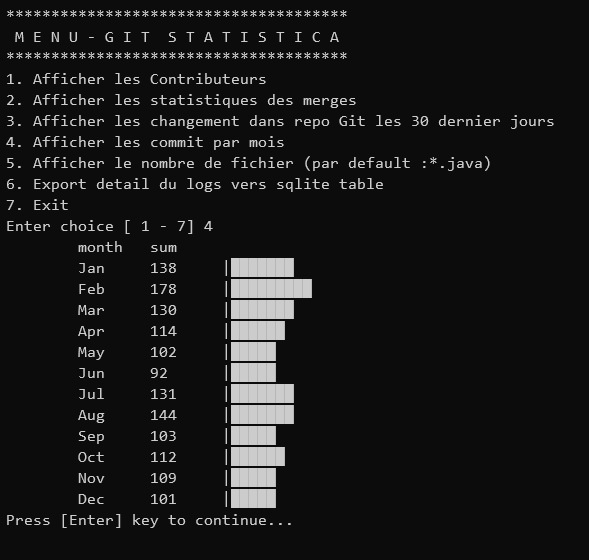 **************************************
M E N U - G I T  S T A T I S T I C A
**************************************
1. Afficher les Contributeurs
2. Afficher les statistiques des merges
3. Afficher les changement dans repo Git les 30 dernier jours
4. Afficher les commit par mois
5. Afficher le nombre de fichier (par default :*.java)
6. Export detail du logs vers sqlite table
7. Exit
Enter choice [ 1 - 7] 4
month sum
Jan 138 |
Feb 178 |
Mar 130 |
Apr 114 |
May 102 |
Jun 92 |
Jul 131 |
Aug 144 |
Sep 103 |
Oct 112 |
Nov 109 |
Dec 101 |
Press [Enter] key to continue...